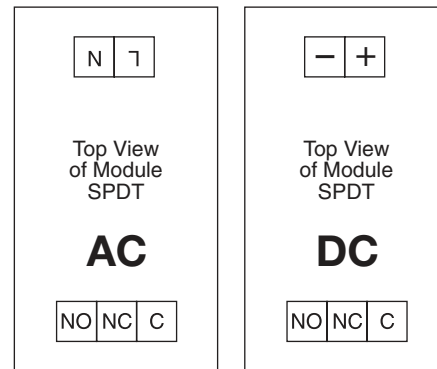 N L
Top View
of Module
SPDT
AC
NO NC C
− +
Top View
of Module
SPDT
DC
NO NC C